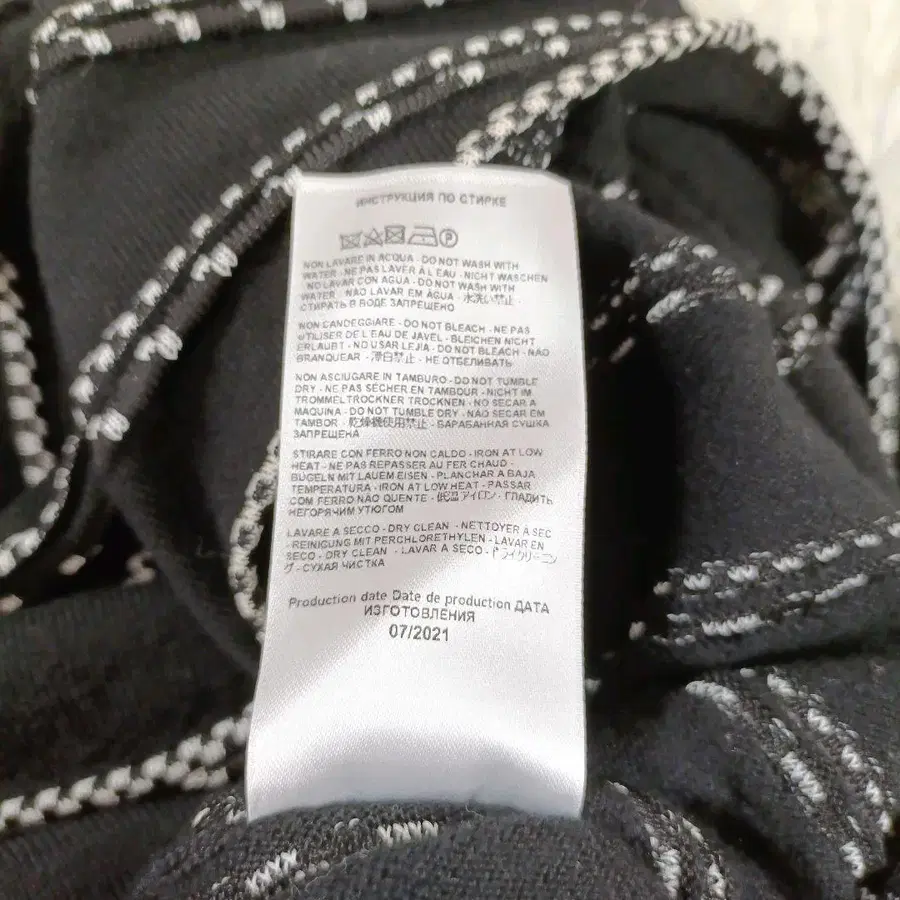 ИНСТРУКЦИЯ ПО СТИРКЕ
P
NON LAVARE IN ACQUA - DO NOT WASH WITH
WATER - NE PAS LAVER À L'EAU - NICHT WASCHEN
NO LAVAR CON AGUA - DO NOT WASH WITH
WATER - NÃO LAVAR EM ÁGUA - 水洗い禁止 -
СТИРАТЬ В ВОДЕ ЗАПРЕЩЕНО
NON CANDEGGIARE - DO NOT BLEACH - NE PAS
UTILISER DE L'EAU DE JAVEL - BLEICHEN NICHT
ERLAUBT - NO USAR LEJIA - DO NOT BLEACH - NÃO
BRANQUEAR - 漂白禁止 - НЕ ОТБЕЛИВАТЬ
NON ASCIUGARE IN TAMBURO - DO NOT TUMBLE
DRY - NE PAS SÉCHER EN TAMBOUR - NICHT IM
TROMMELTROCKNER TROCKNEN - NO SECAR A
MAQUINA - DO NOT TUMBLE DRY - NÃO SECAR EM
TAMBOR - 乾燥機使用禁止 - БАРАБАННАЯ СУШКА
ЗАПРЕЩЕНА
STIRARE CON FERRO NON CALDO - IRON AT LOW
HEAT - NE PAS REPASSER AU FER CHAUD -
BÜGELN MIT LAUEM EISEN - PLANCHAR A BAJA
TEMPERATURA - IRON AT LOW HEAT - PASSAR
COM FERRO NÃO QUENTE - 低温アイロン - ГЛАДИТЬ
НЕГОРЯЧИМ УТЮГОМ
LAVARE A SECCO - DRY CLEAN - NETTOYER À SEC
- REINIGUNG MIT PERCHLORETHYLEN - LAVAR EN
SECO - DRY CLEAN - LAVAR A SECO - ドライクリーニン
グ - СУХАЯ ЧИСТКА
Production date Date de production ДАТА
ИЗГОТОВЛЕНИЯ
07/2021